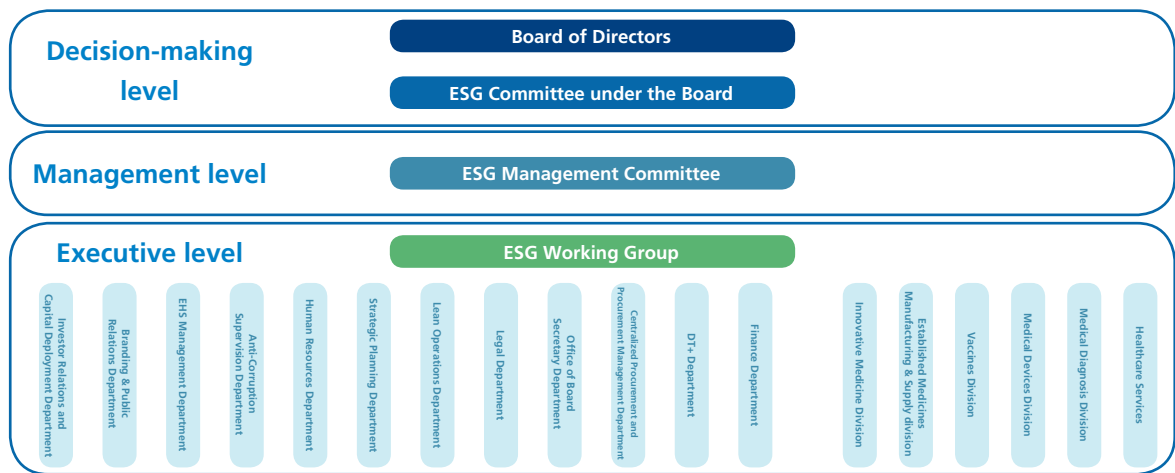 Decision-making
level
Board of Directors
ESG Committee under the Board
Management level
ESG Management Committee
Executive level
ESG Working Group
Investor Relations and
Capital Deployment Department
Branding & Public
Relations Department
EHS Management Department
Anti-Corruption
Supervision Department
Human Resources Department
Strategic Planning Department
Lean Operations Department
Legal Department
Office of Board
Secretary Department
Centralized Procurement and
Procurement Management Department
DT+ Department
Finance Department
Innovative Medicine Division
Established Medicines
Manufacturing & Supply division
Vaccines Division
Medical Devices Division
Medical Diagnosis Division
Healthcare Services